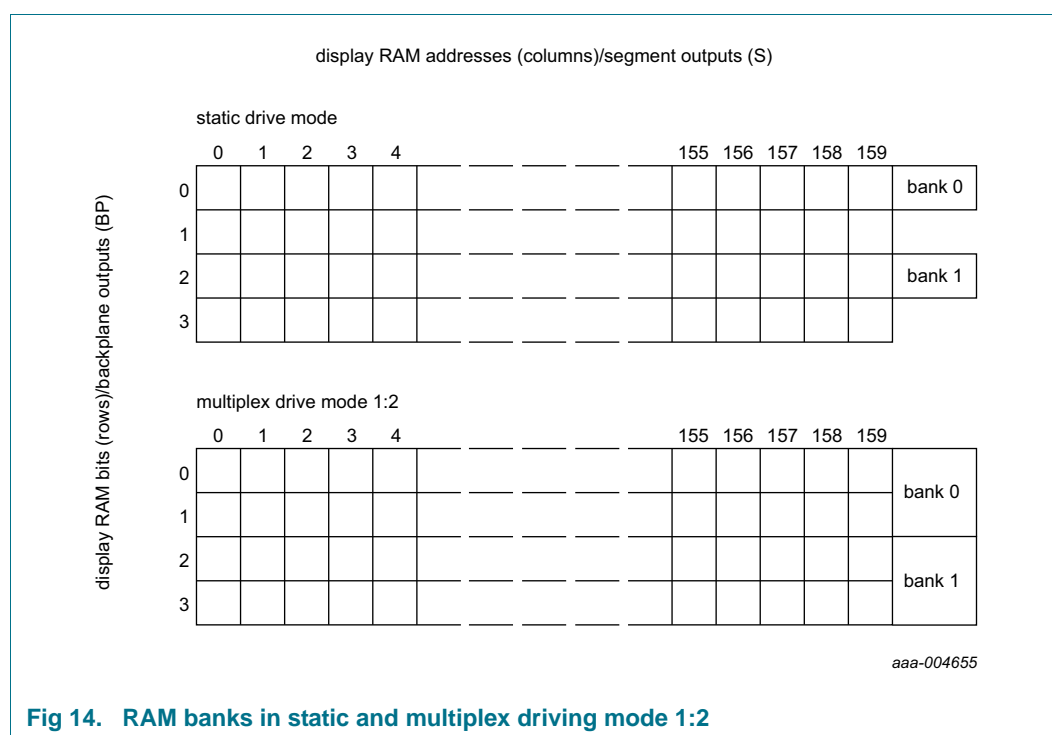 display RAM addresses (columns)/segment outputs (S)
display RAM bits (rows)/backplane outputs (BP)
static drive mode
0 1 2 3 4 155 156 157 158 159
0 bank 0
1
2 bank 1
3
multiplex drive mode 1:2
0 1 2 3 4 155 156 157 158 159
0
bank 0
1
2
bank 1
3
aaa-004655
Fig 14. RAM banks in static and multiplex driving mode 1:2